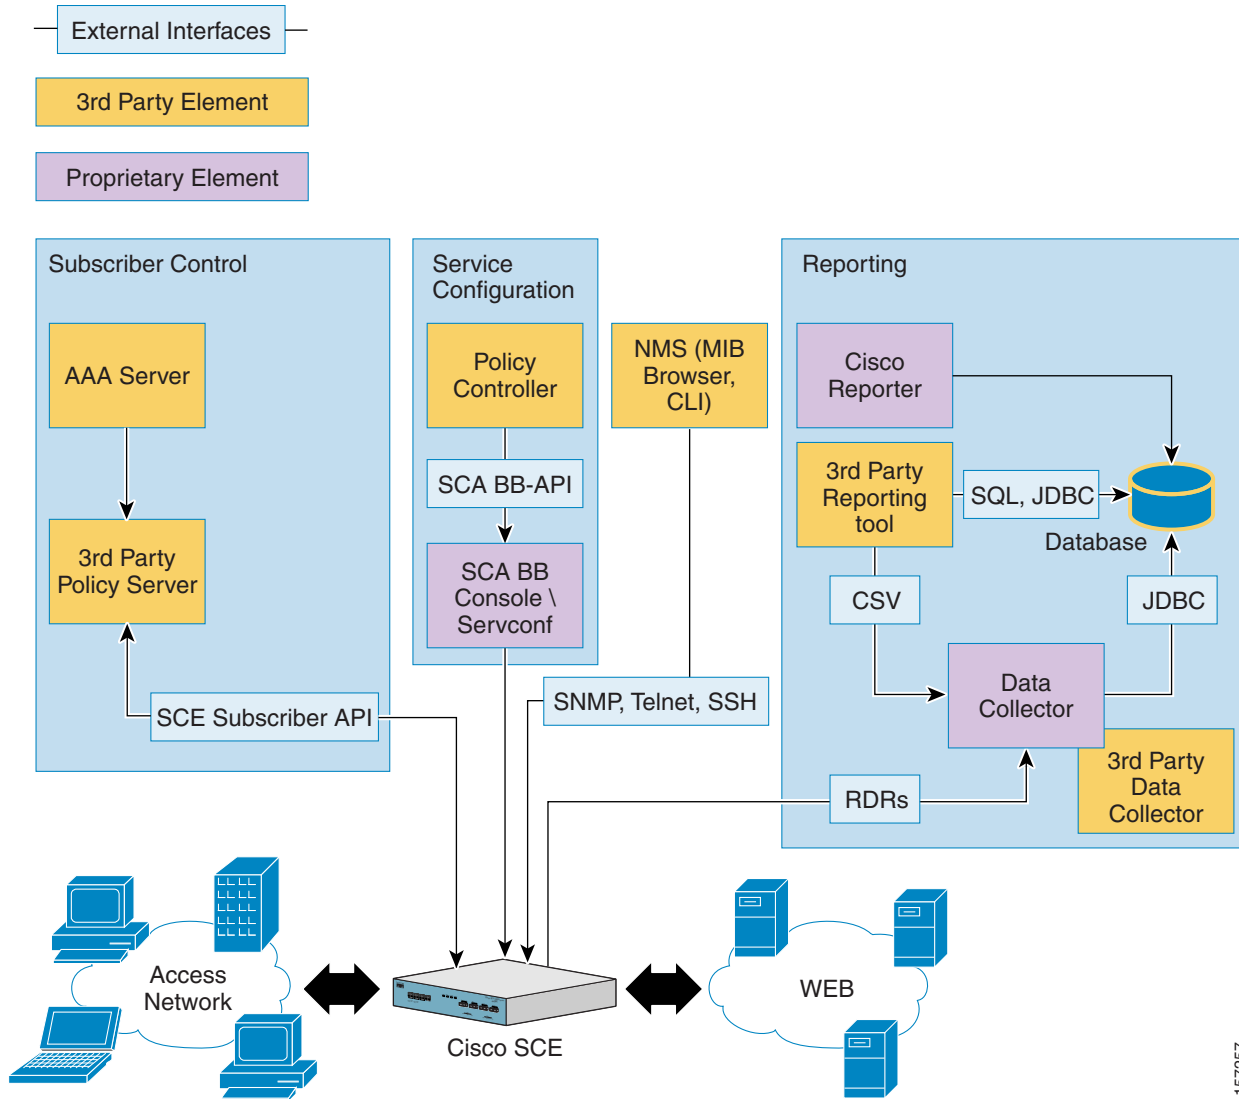 External Interfaces
3rd Party Element
Proprietary Element
Subscriber Control
AAA Server
3rd Party
Policy Server
SCE Subscriber API
Service
Configuration
Policy
Controller
SCA BB-API
SCA BB
Console \
Servconf
NMS (MIB
Browser,
CLI)
SNMP, Telnet, SSH
Reporting
Cisco
Reporter
3rd Party
Reporting
tool
SQL, JDBC
Database
CSV
JDBC
Data
Collector
3rd Party
Data
Collector
RDRs
Access
Network
Cisco SCE
WEB